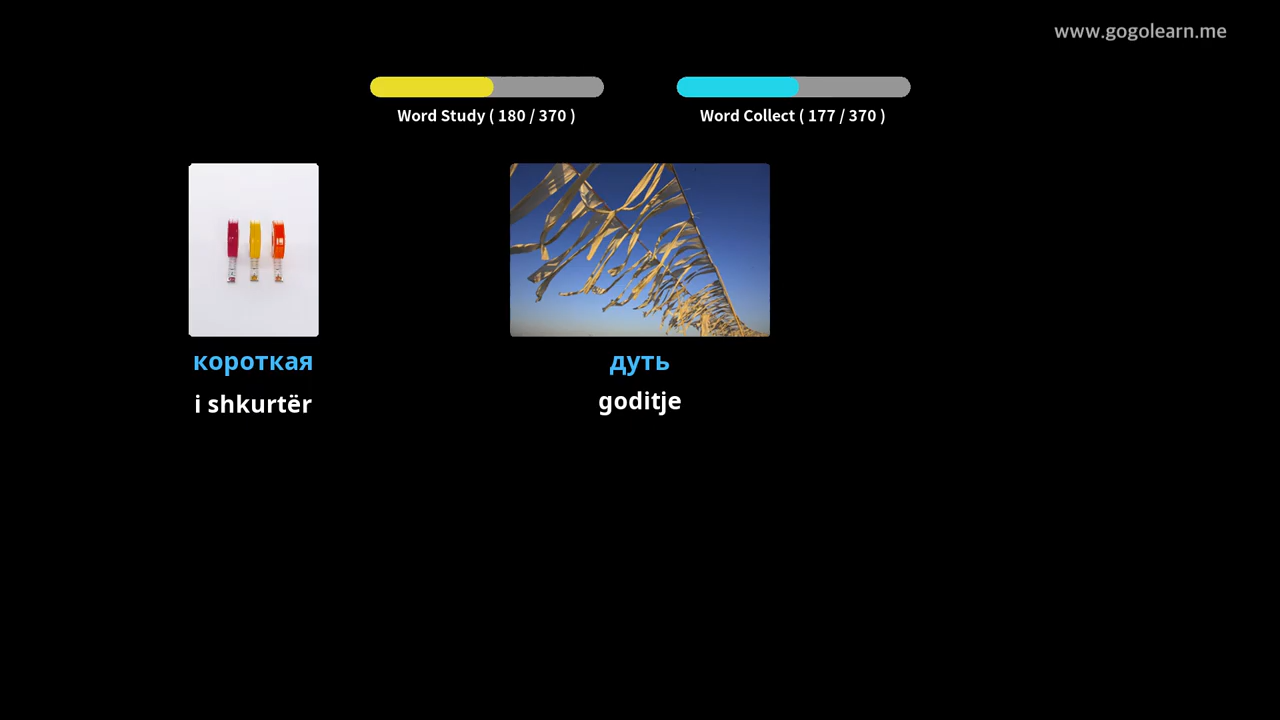 www.gogolearn.me
Word Study ( 180 / 370 )
Word Collect ( 177 / 370 )
короткая
i shkurtër
дуть
goditje